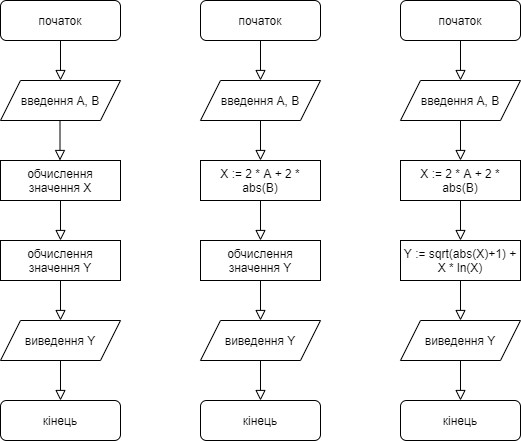 початок
введення A, B
обчислення
значення X
обчислення
значення Y
виведення Y
кінець
початок
введення A, B
X := 2 * A + 2 *
abs(B)
обчислення
значення Y
виведення Y
кінець
початок
введення A, B
X := 2 * A + 2 *
abs(B)
Y := sqrt(abs(X)+1) +
X * ln(X)
виведення Y
кінець